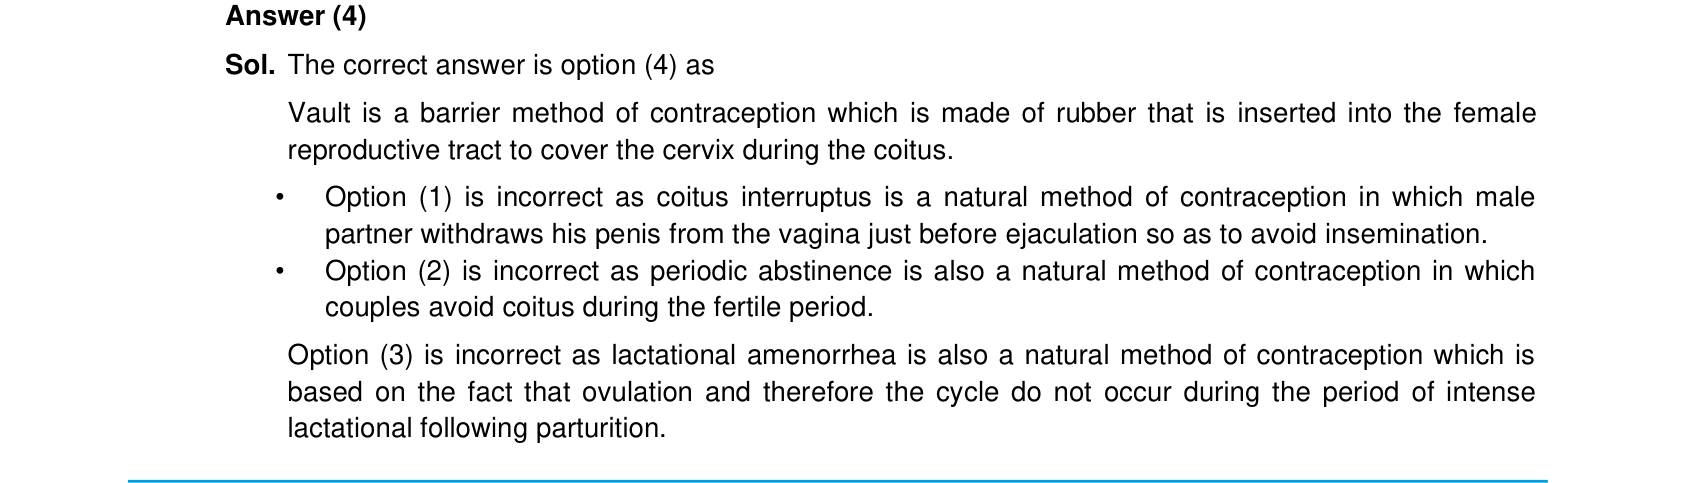 Answer (4)
Sol. The correct answer is option (4) as
Vault is a barrier method of contraception which is made of rubber that is inserted into the female
reproductive tract to cover the cervix during the coitus.
• Option (1) is incorrect as coitus interruptus is a natural method of contraception in which male
partner withdraws his penis from the vagina just before ejaculation so as to avoid insemination.
• Option (2) is incorrect as periodic abstinence is also a natural method of contraception in which
couples avoid coitus during the fertile period.
Option (3) is incorrect as lactational amenorrhea is also a natural method of contraception which is
based on the fact that ovulation and therefore the cycle do not occur during the period of intense
lactational following parturition.